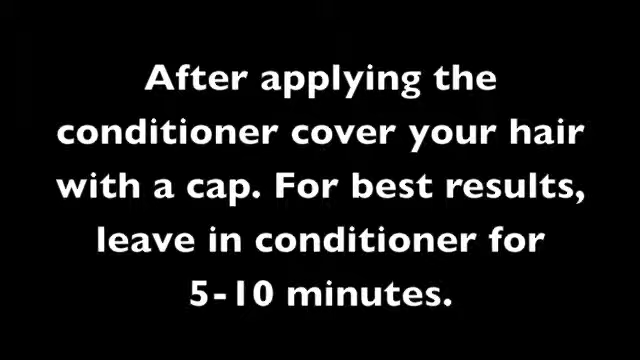 After applying the
conditioner cover your hair
with a cap. For best results,
leave in conditioner for
5-10 minutes.